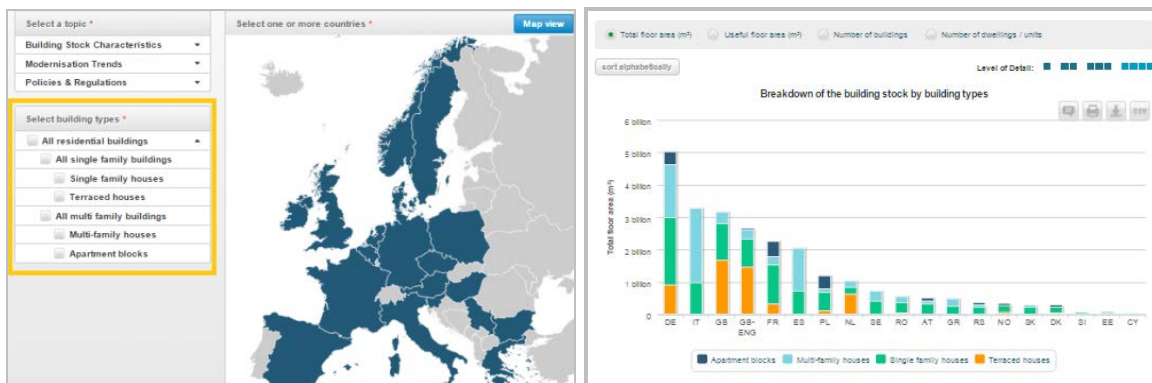 Select a topic *
Building Stock Characteristics
Modernisation Trends
Policies & Regulations
Select building types *
All residential buildings
All single family buildings
Single family houses
Terraced houses
All multi family buildings
Multi-family houses
Apartment blocks
Select one or more countries *
Map view
Total floor area (m²) Useful floor area (m²) Number of buildings Number of dwellings / units
sort alphabetically
Level of Detail:
Breakdown of the building stock by building types
CSV
Total floor area (m²)
6 billion
5 billion
4 billion
3 billion
2 billion
1 billion
0
DE IT GB GB-ENG FR ES PL NL SE RO AT GR RS NO SK DK SI EE CY
Apartment blocks Multi-family houses Single family houses Terraced houses